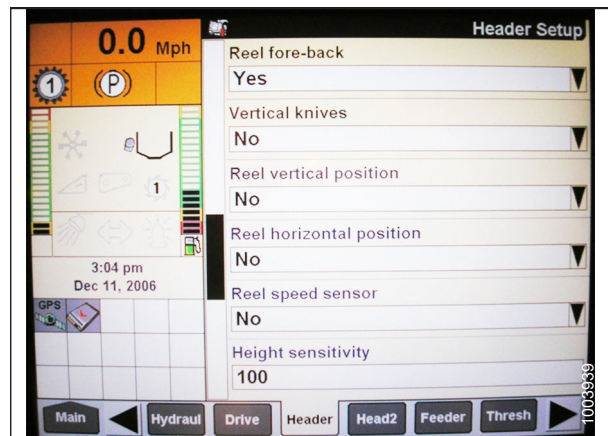 0.0 Mph
Header Setup
Reel fore-back
Yes
1
P
Vertical knives
No
Reel vertical position
No
1
Reel horizontal position
No
3:04 pm
Dec 11, 2006
Reel speed sensor
No
GPS
Height sensitivity
100
Main
Hydraul
Drive
Header
Head2
Feeder
Thresh
1003939